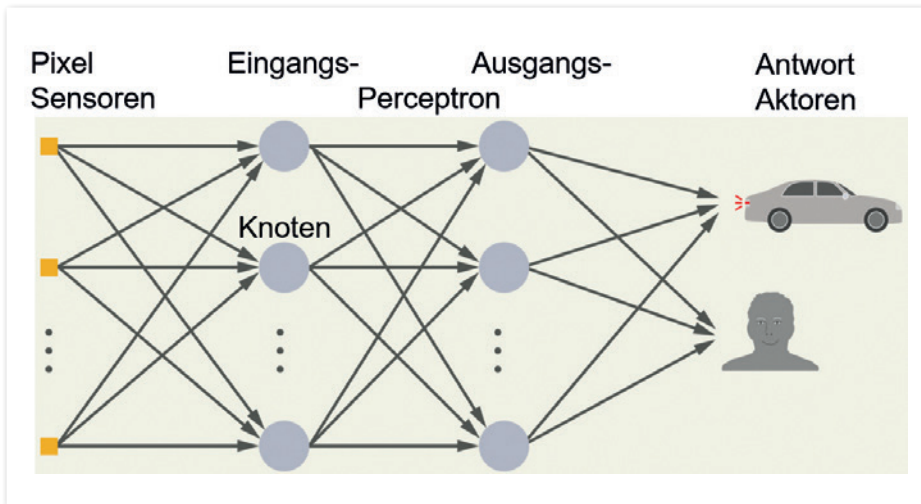 Pixel Eingangs- Ausgangs- Antwort
Sensoren Perceptron Aktoren
Knoten